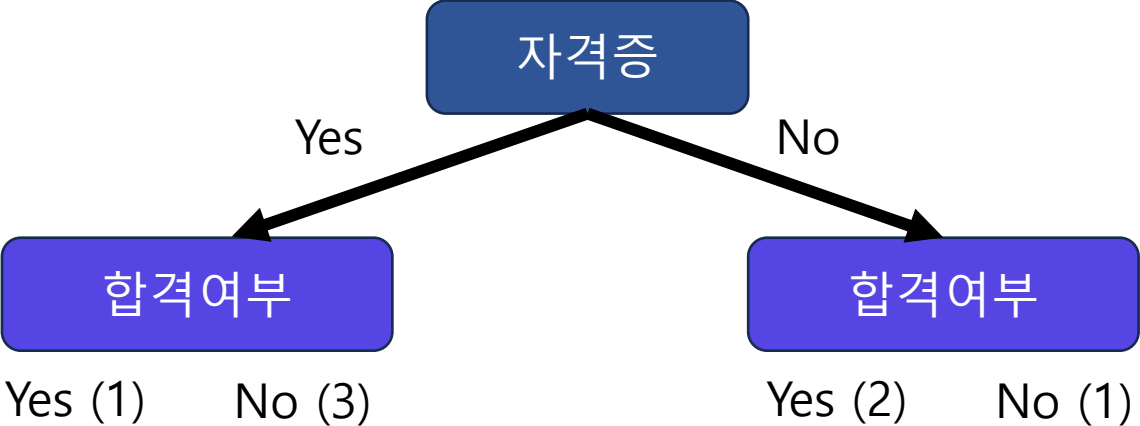 자격증
Yes
No
합격여부
합격여부
Yes (1)
No (3)
Yes (2)
No (1)